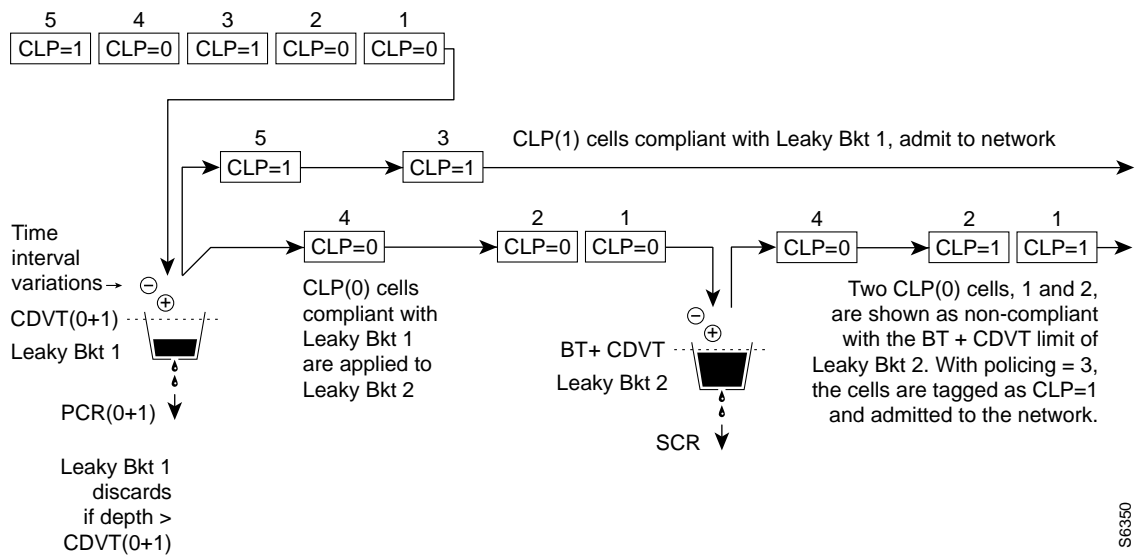 5 4 3 2 1
CLP=1 CLP=0 CLP=1 CLP=0 CLP=0
5 3
CLP=1 CLP=1
CLP(1) cells compliant with Leaky Bkt 1, admit to network
4 2 1 4 2 1
CLP=0 CLP=0 CLP=0 CLP=0 CLP=1 CLP=1
Time
interval
variations
− +
CDVT(0+1)
Leaky Bkt 1
PCR(0+1)
Leaky Bkt 1
discards
if depth >
CDVT(0+1)
CLP(0) cells
compliant with
Leaky Bkt 1
are applied to
Leaky Bkt 2
− +
BT+ CDVT
Leaky Bkt 2
SCR
Two CLP(0) cells, 1 and 2,
are shown as non-compliant
with the BT + CDVT limit of
Leaky Bkt 2. With policing = 3,
the cells are tagged as CLP=1
and admitted to the network.
S6350